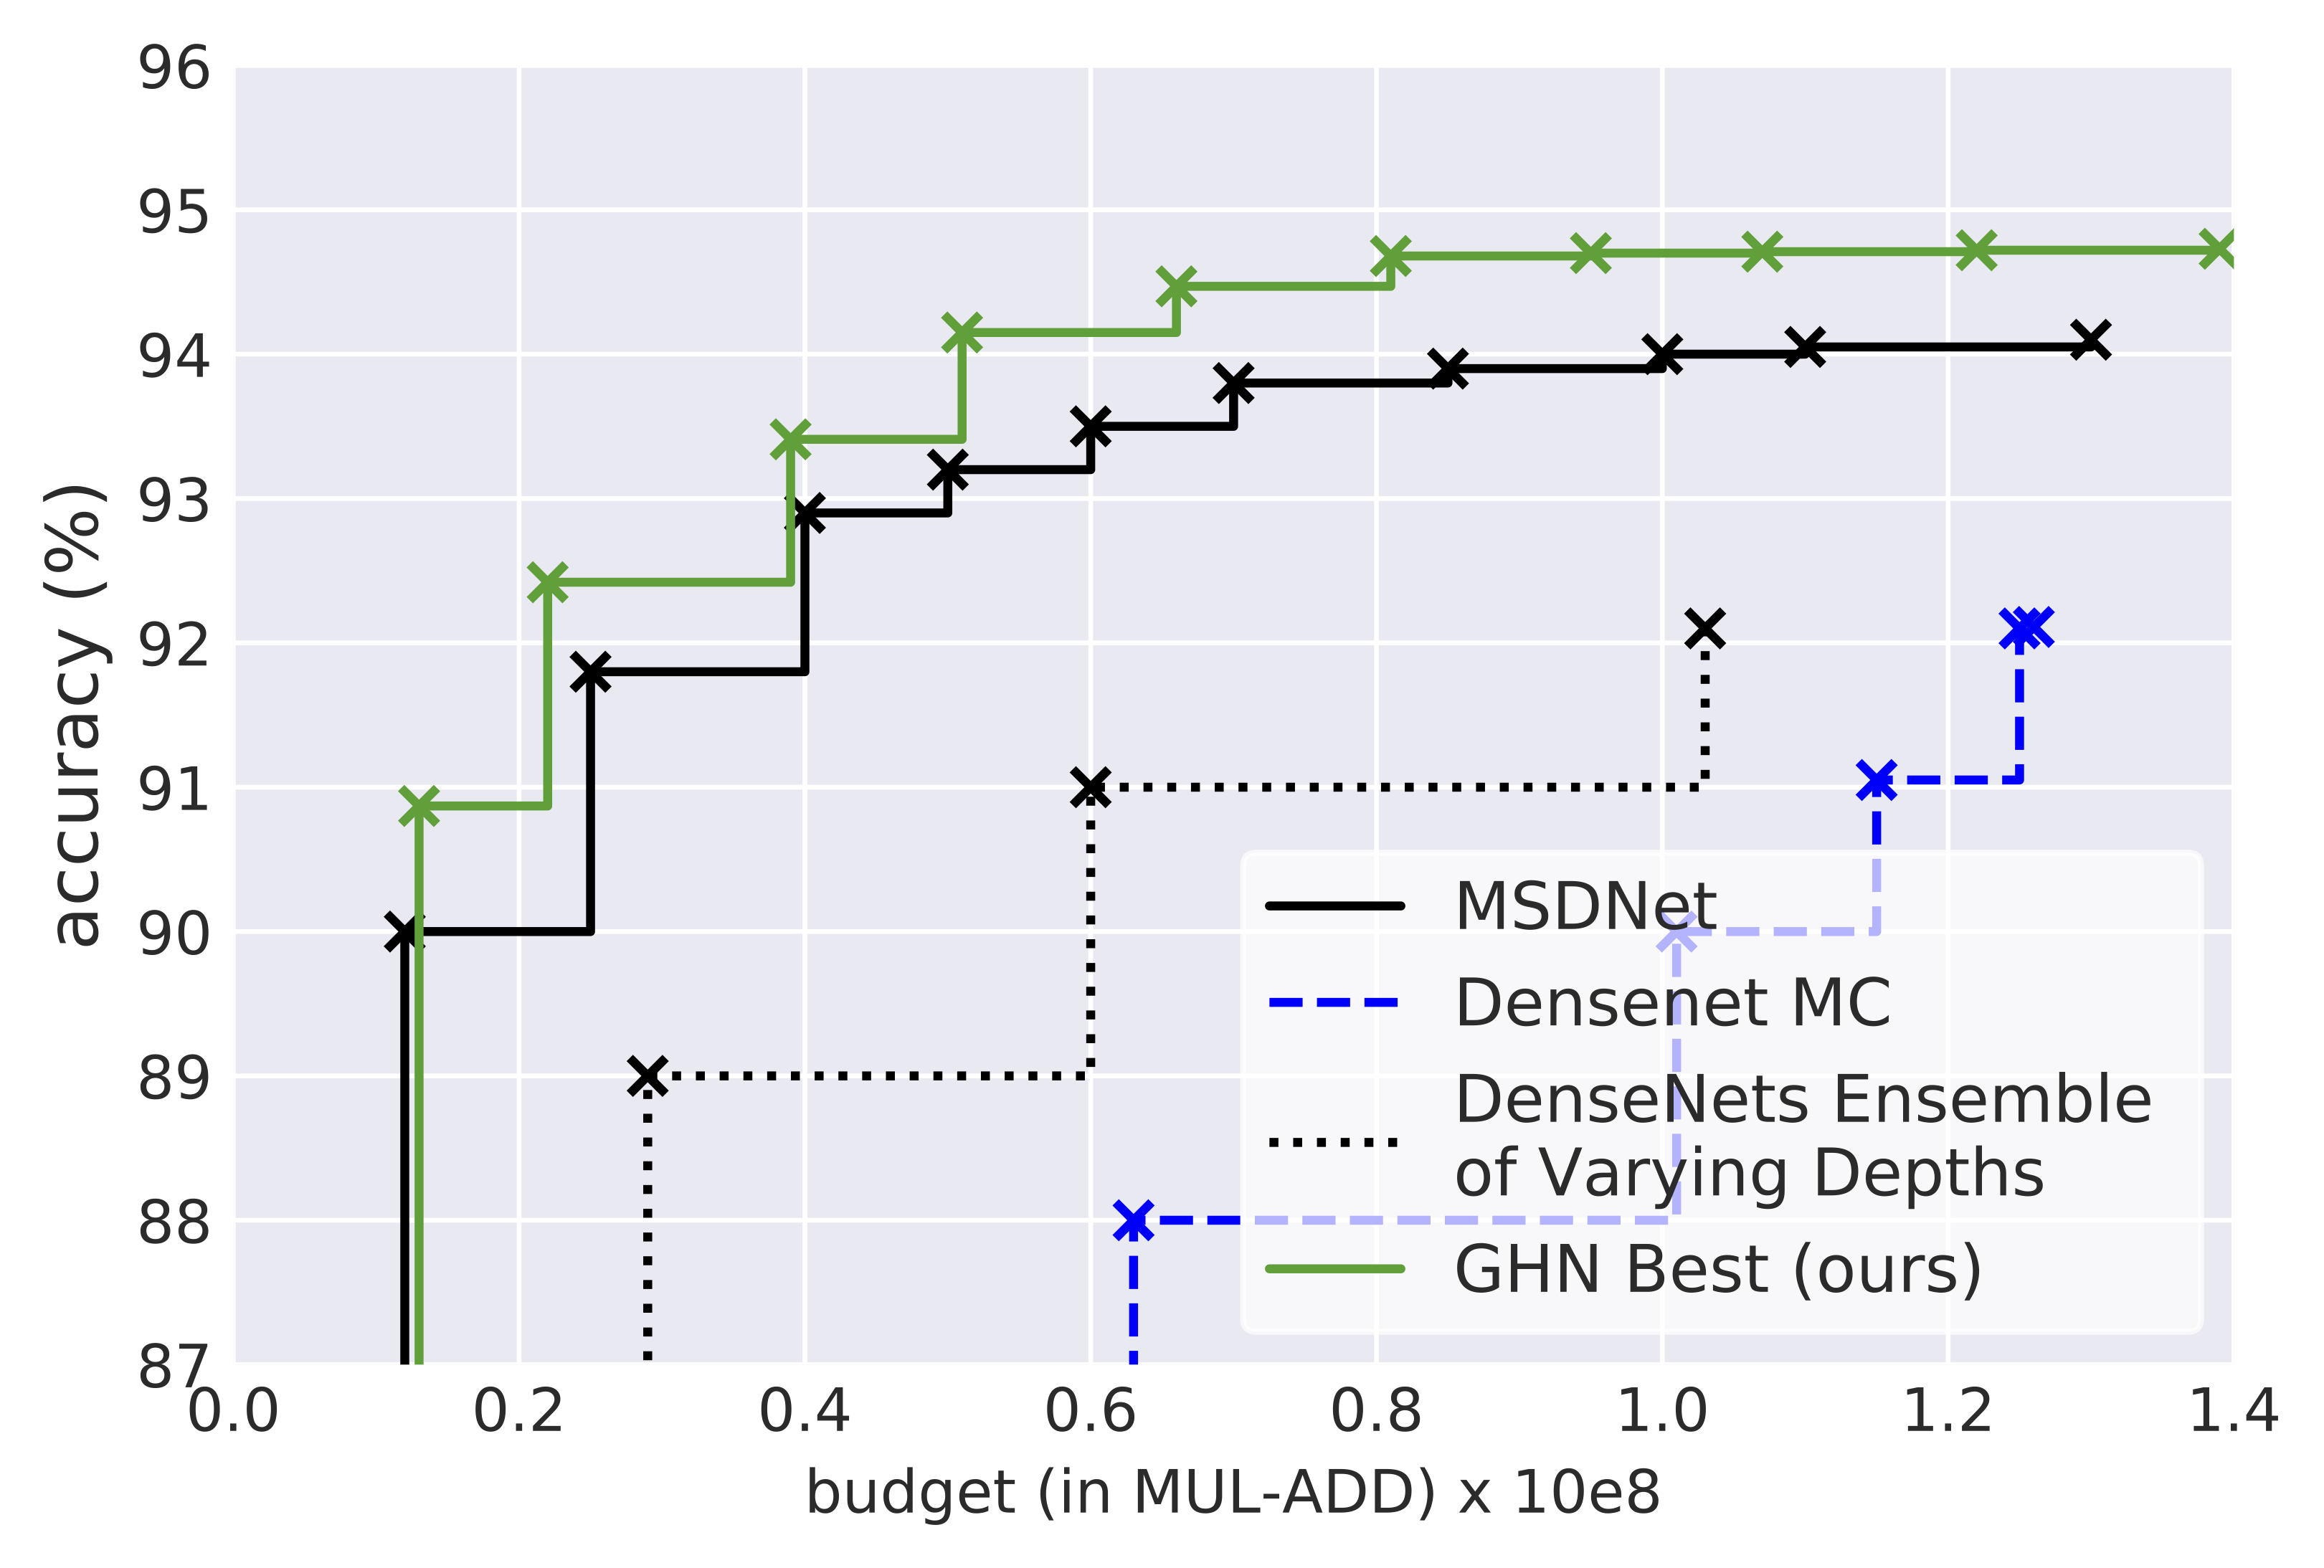 96
95
94
93
92
91
90
89
88
87
accuracy (%)
0.0 0.2 0.4 0.6 0.8 1.0 1.2 1.4
budget (in MUL-ADD) x 10e8
MSDNet
Densenet MC
DenseNets Ensemble
of Varying Depths
GHN Best (ours)